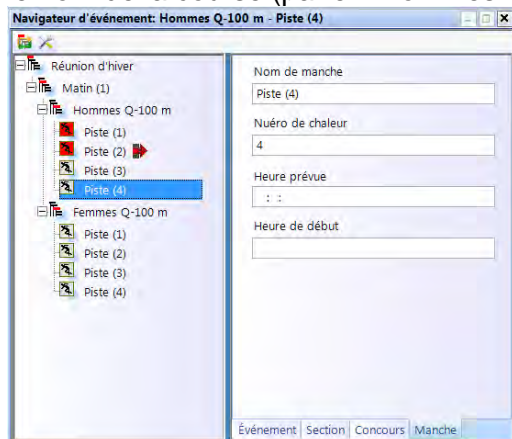 Navigateur d'événement: Hommes Q-100 m - Piste (4)
Réunion d'hiver
Matin (1)
Hommes Q-100 m
Piste (1)
Piste (2)
Piste (3)
Piste (4)
Femmes Q-100 m
Piste (1)
Piste (2)
Piste (3)
Piste (4)
Nom de manche
Piste (4)
Nuéro de chaleur
4
Heure prévue
: :
Heure de début
Événement Section Concours Manche